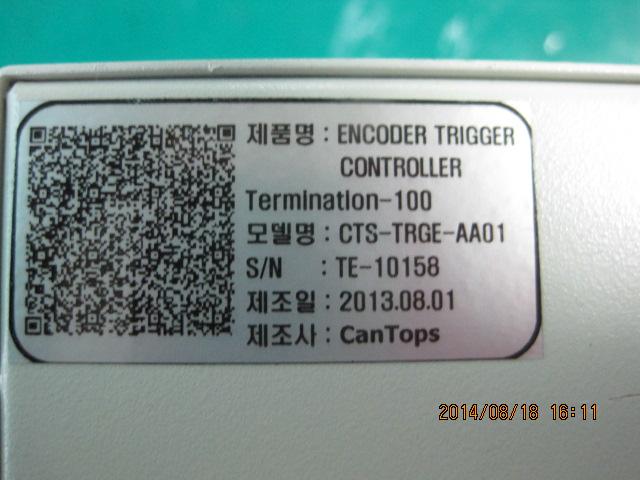 제품명 : ENCODER TRIGGER
CONTROLLER
Termination-100
모델명 : CTS-TRGE-AA01
S/N : TE-10158
제조일 : 2013.08.01
제조사 : CanTops
2014/08/18 16:11